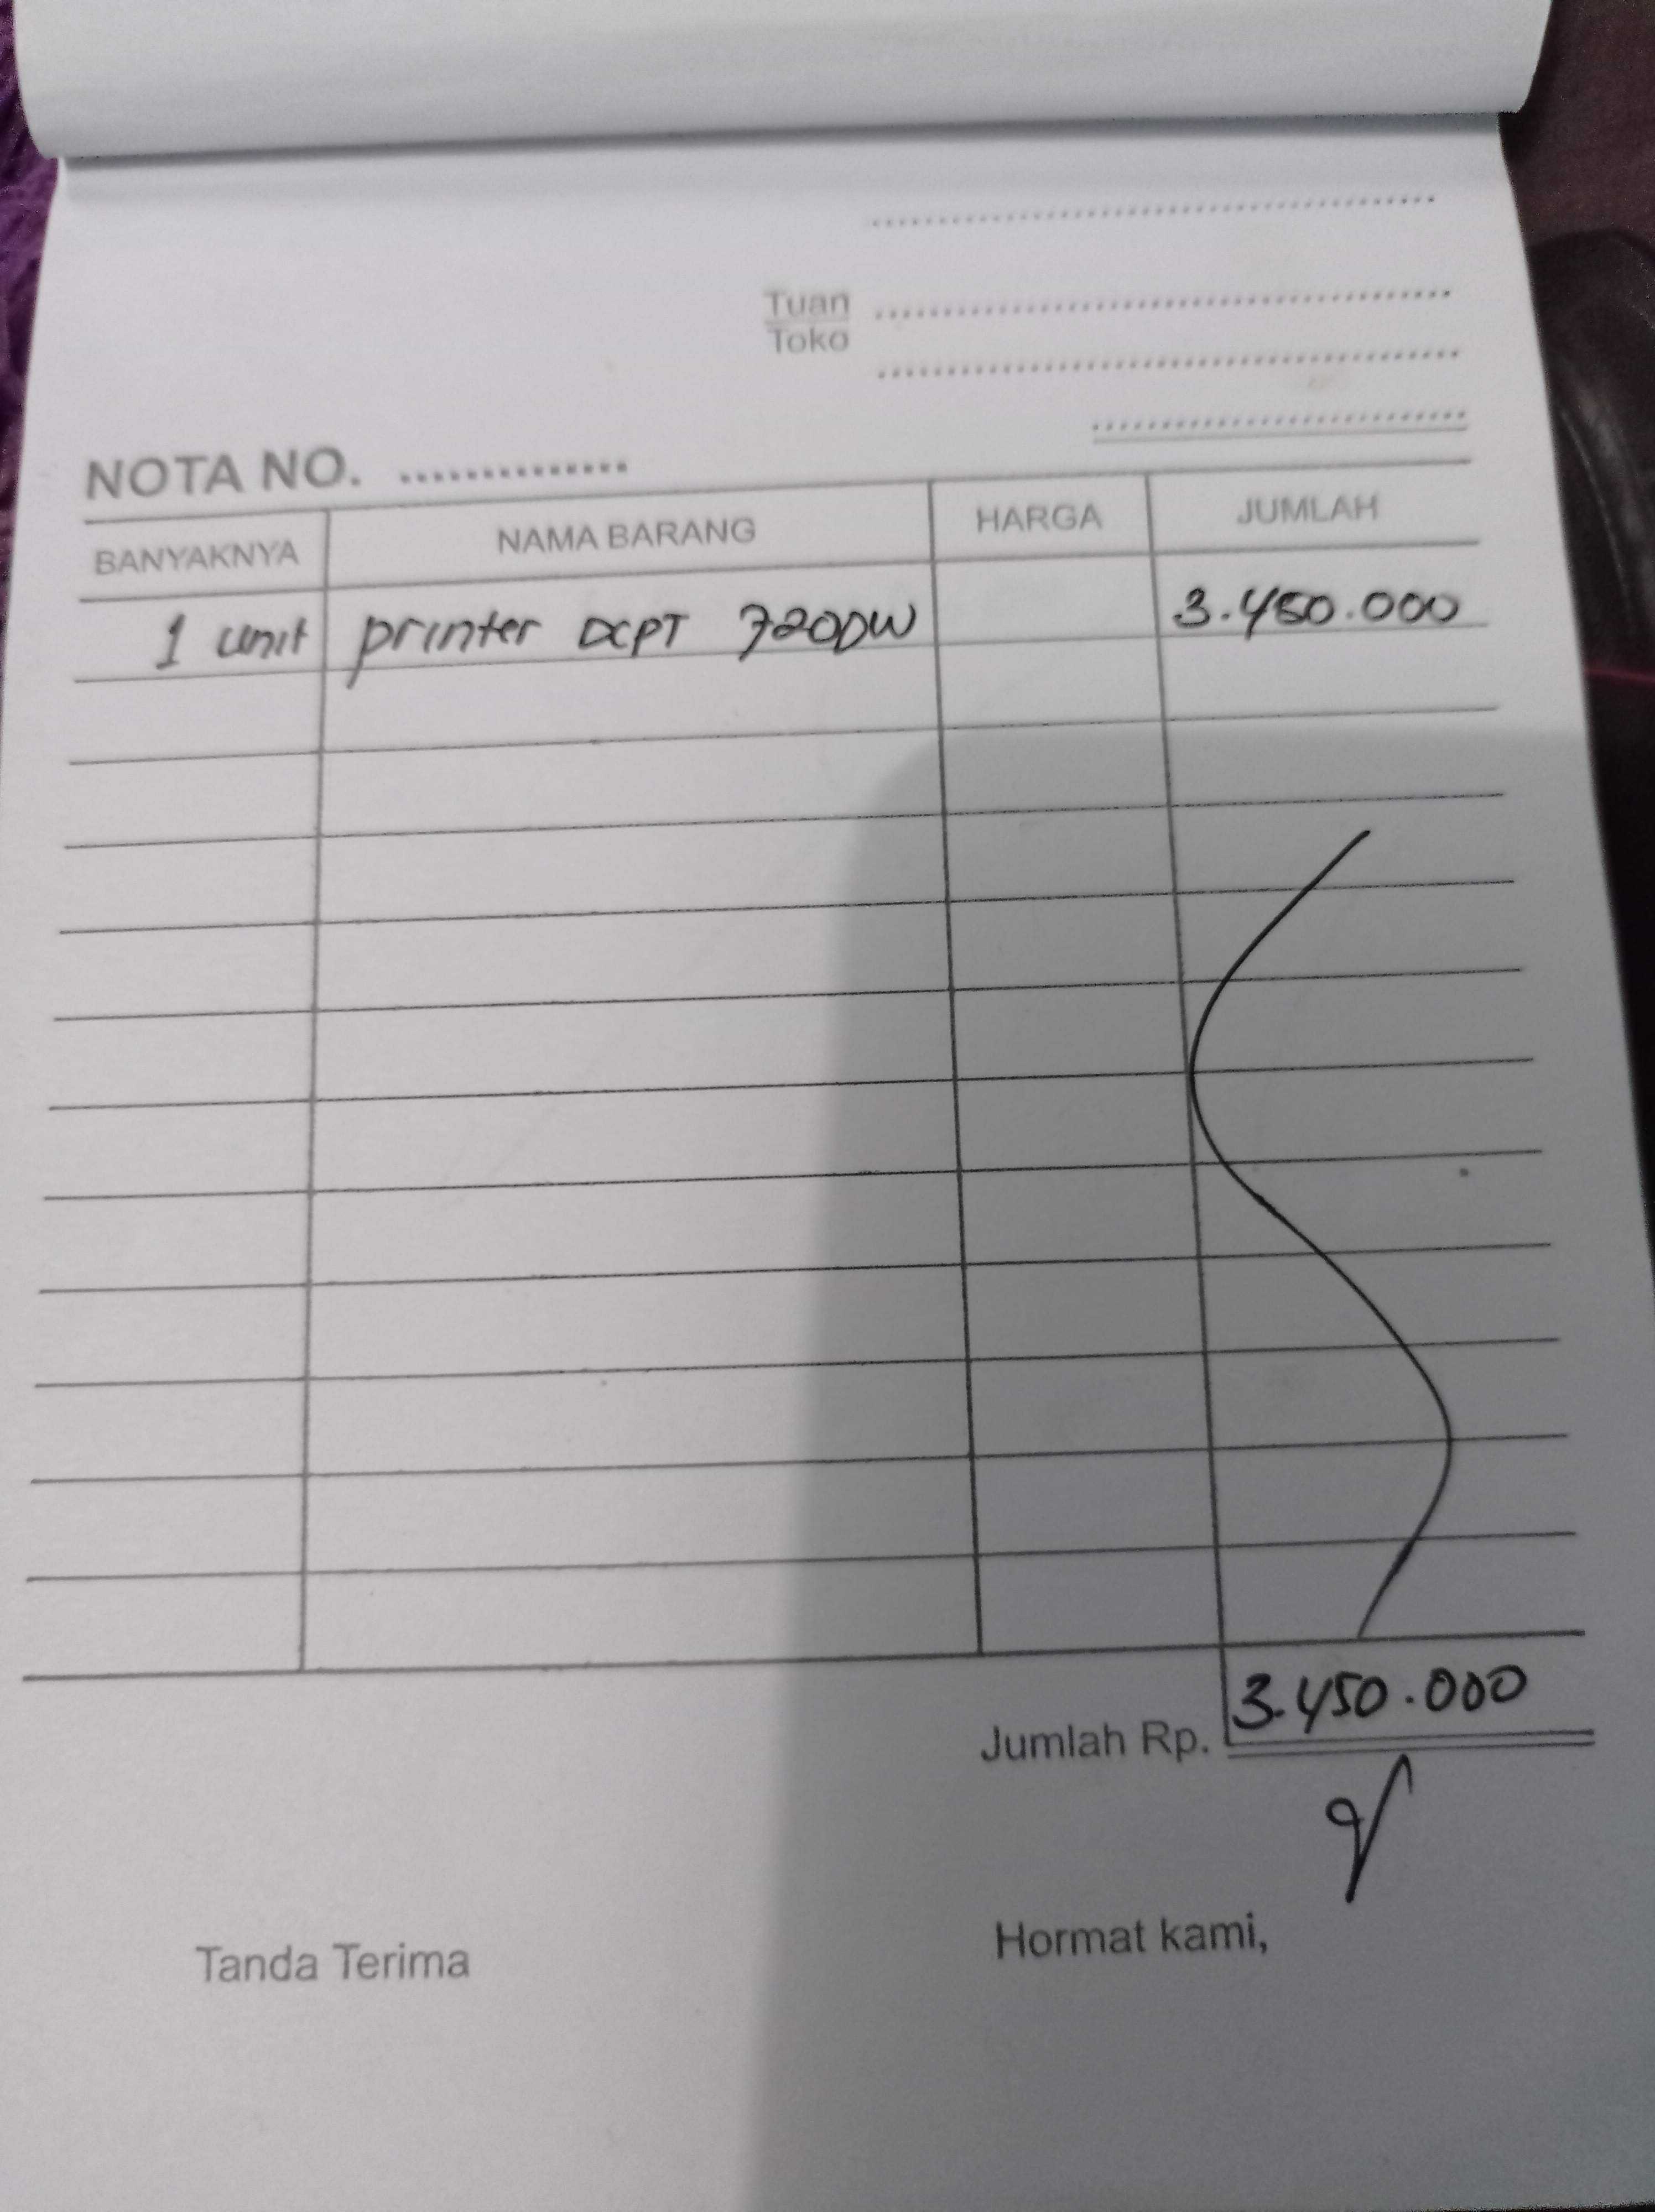 Tuan
Toko
NOTA NO. ..............
BANYAKNYA NAMA BARANG HARGA JUMLAH
1 unit printer DCPT 720DW 3.450.000
Jumlah Rp. 3.450.000
Tanda Terima Hormat kami,